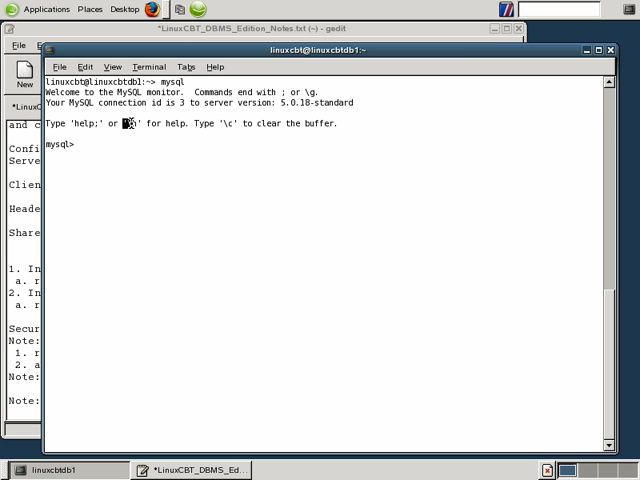 Applications Places Desktop
*LinuxCBT_DBMS_Edition_Notes.txt (~) - gedit
File
linuxcbt@linuxcbtdb1:~
File Edit View Terminal Tabs Help
New
*LinuxC
linuxcbt@linuxcbtdb1:~> mysql
Welcome to the MySQL monitor. Commands end with ; or \g.
Your MySQL connection id is 3 to server version: 5.0.18-standard
Type 'help;' or '\h' for help. Type '\c' to clear the buffer.
mysql>
and c
Confi
Serve
Clien
Heade
Share
1. In
a. r
2. In
a. r
Secur
Note:
1. r
2. a
Note:
Note:
linuxcbtdb1
*LinuxCBT_DBMS_Ed...